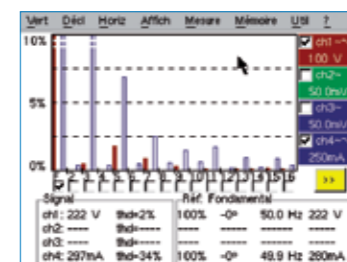 Vert Décl Horiz Affich Mesure Mémoire Util ?
10%
ch1~
100 V
ch2~
50.0mV
5%
ch3~
50.0mV
ch4~
250mA
0%
1 2 3 4 5 6 7 8 9 10 11 12 13 14 15 16
>>
Signal Réf: Fondamental
ch1: 222 V thd=2% 100% -0° 50.0 Hz 222 V
ch2: ---- thd=---- ---- ---- ---- ----
ch3: ---- thd=---- ---- ---- ---- ----
ch4: 297mA thd=34% 100% -0° 49.9 Hz 280mA